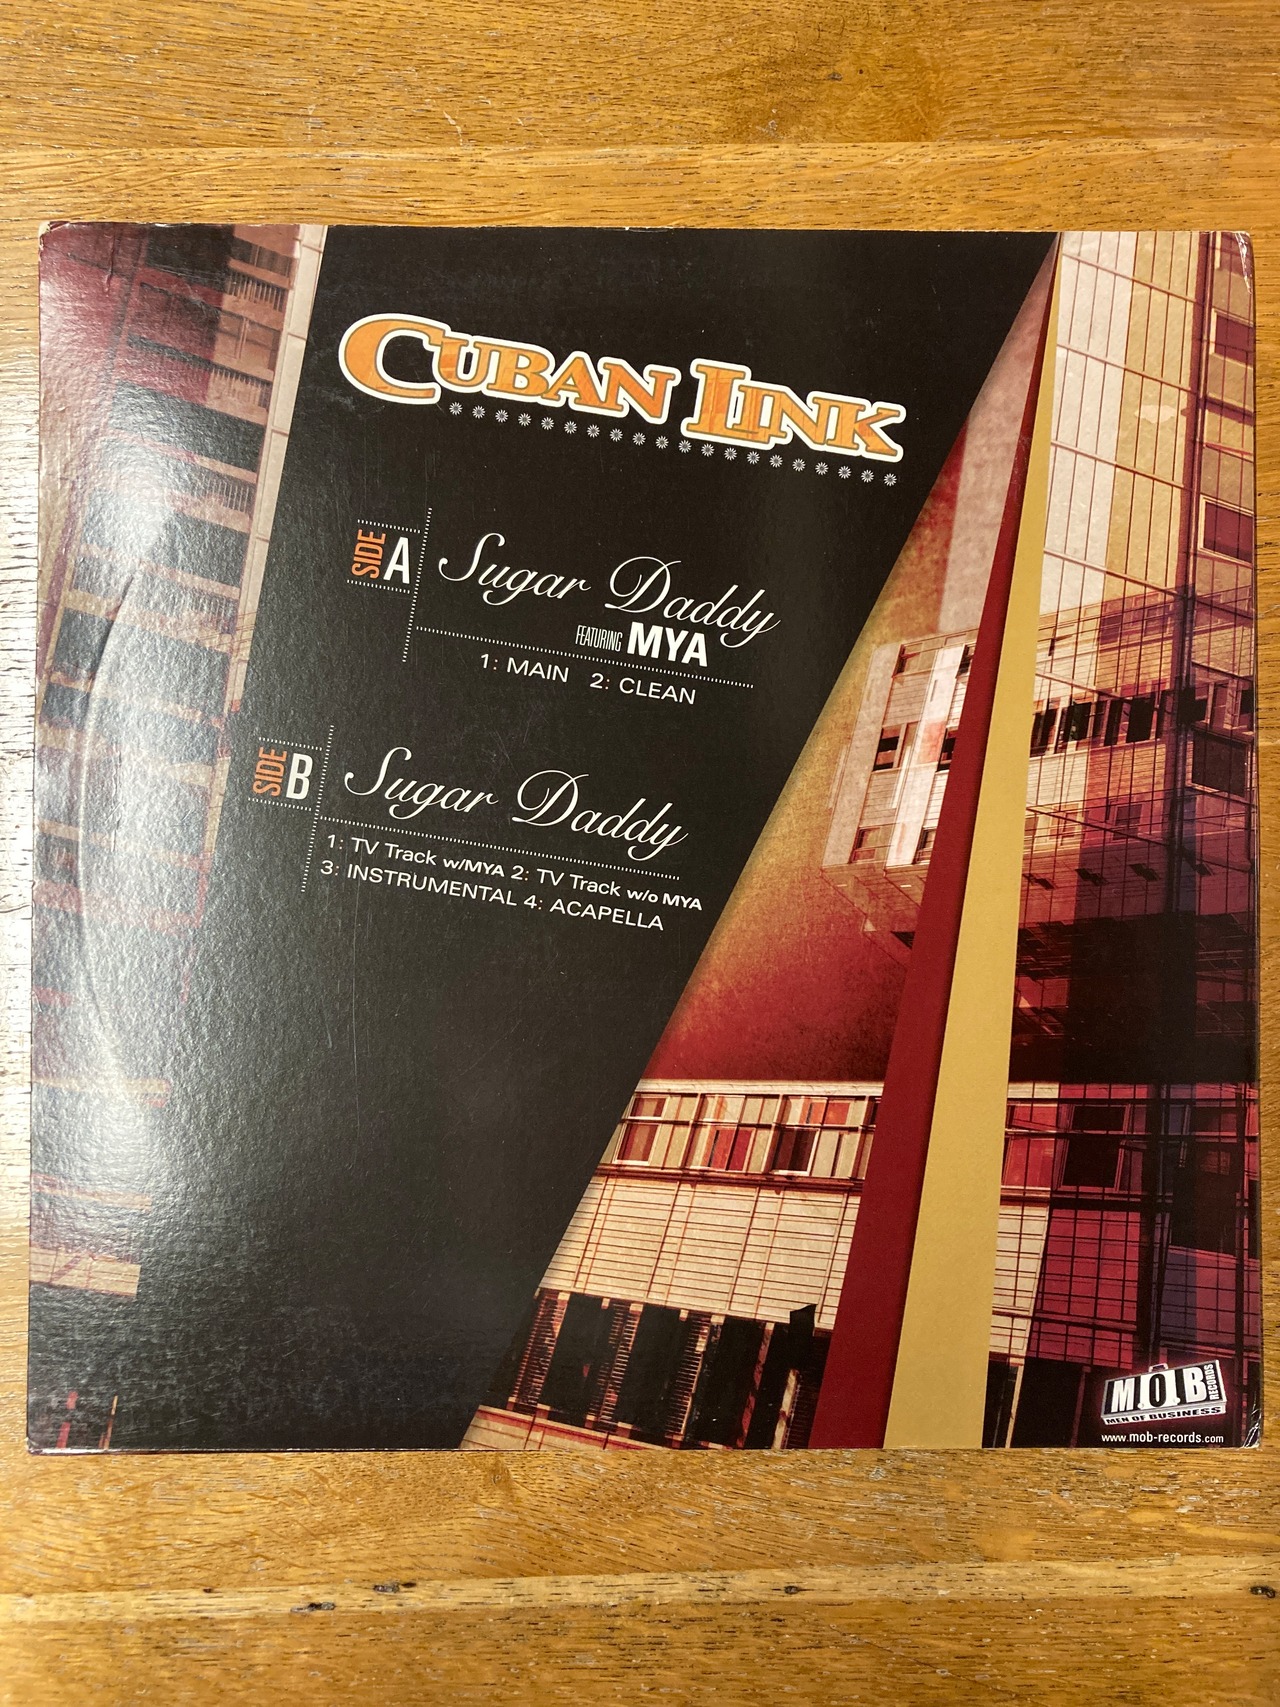 CUBAN LINK
SIDE A
Sugar Daddy
FEATURING MYA
1: MAIN 2: CLEAN
SIDE B
Sugar Daddy
1: TV Track w/MYA 2: TV Track w/o MYA
3: INSTRUMENTAL 4: ACAPELLA
M.O.B RECORDS
MEN OF BUSINESS
www.mob-records.com